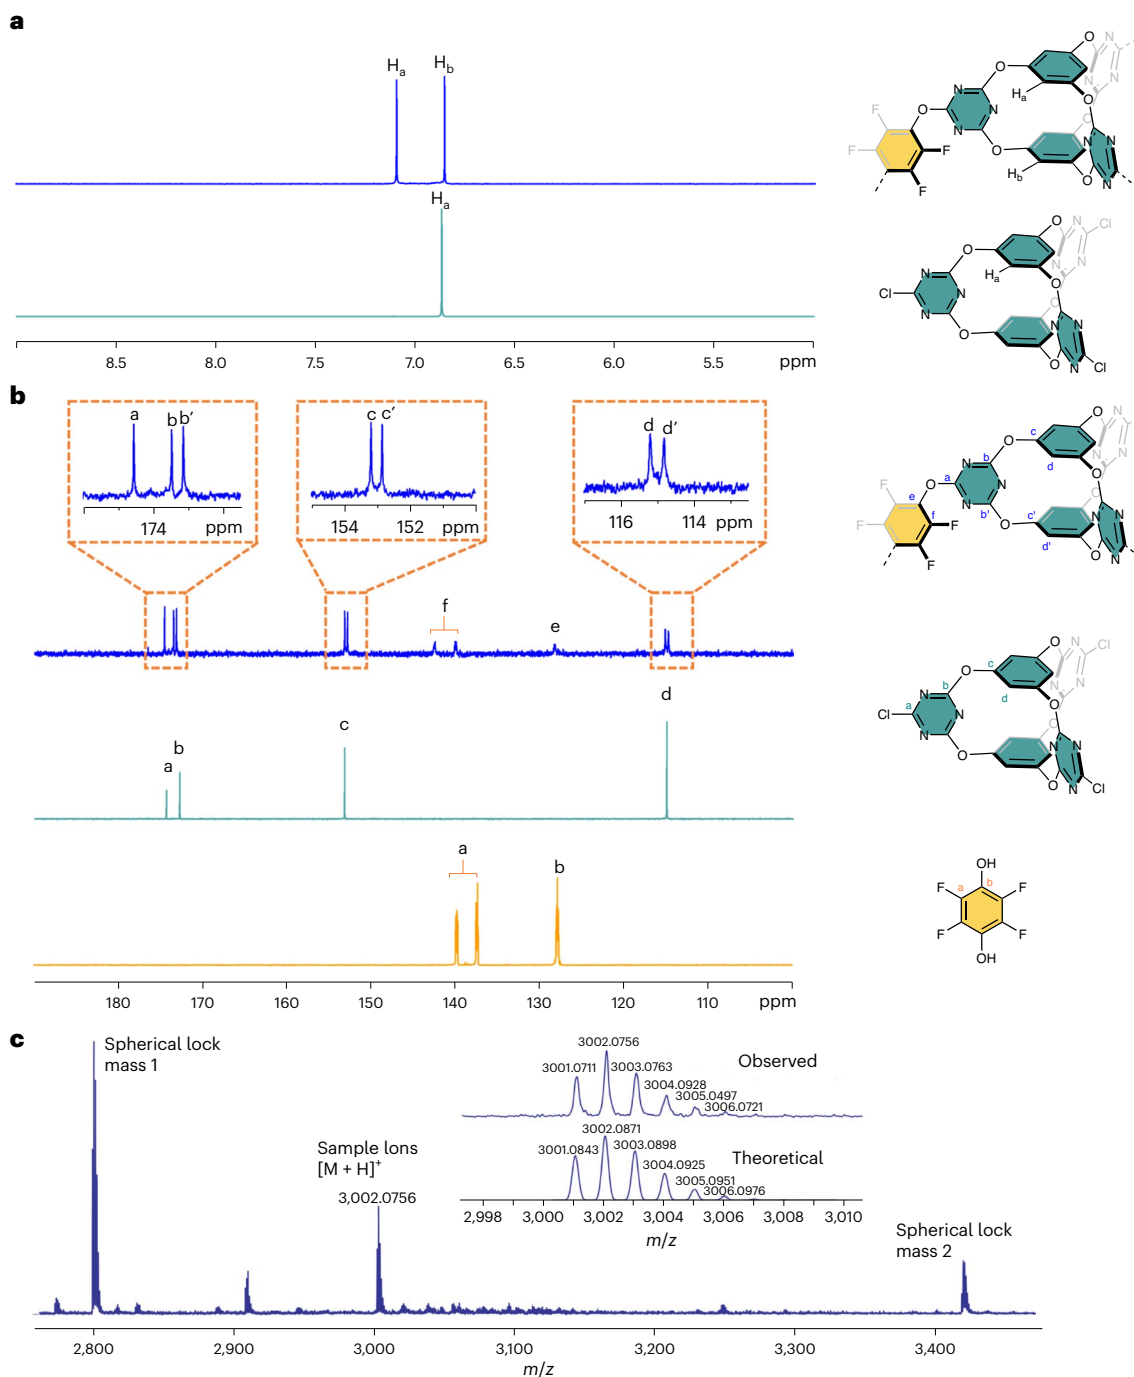 a
Ha
Hb
Ha
8.5 8.0 7.5 7.0 6.5 6.0 5.5 ppm
O N
O N N
N Ha O
F O N O
F N O N
F O N
F Hb O N
O N Cl
O N N
N Ha O
Cl N O
N O N
O O N Cl
b
a b b′
174 ppm
c c′
154 152 ppm
d d′
116 114 ppm
f
e
O N
c
O N N
b d O
N N
F O a N O
e N
F f F b′ O c′ N
F d′ O N
a b
c
d
O N Cl
c
O N N
b d O
a N
Cl N O
N O N
O N Cl
a
b
OH
F a b F
F F
OH
180 170 160 150 140 130 120 110 ppm
c
Spherical lock
mass 1
Sample Ions
[M + H]+
3,002.0756
3002.0756
3001.0711 3003.0763
3004.0928
3005.0497
3006.0721
Observed
3002.0871
3001.0843 3003.0898
3004.0925
3005.0951
3006.0976
Theoretical
2,998 3,000 3,002 3,004 3,006 3,008 3,010
m/z
Spherical lock
mass 2
2,800 2,900 3,000 3,100 3,200 3,300 3,400
m/z